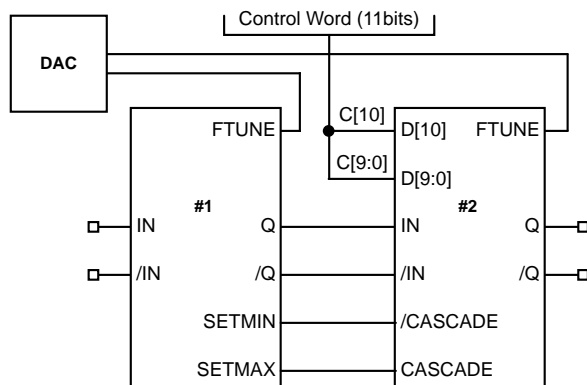 Control Word (11bits)
DAC
C[10]
FTUNE
D[10]
FTUNE
C[9:0]
D[9:0]
#1
#2
IN
Q
IN
Q
/IN
/Q
/IN
/Q
SETMIN
/CASCADE
SETMAX
CASCADE